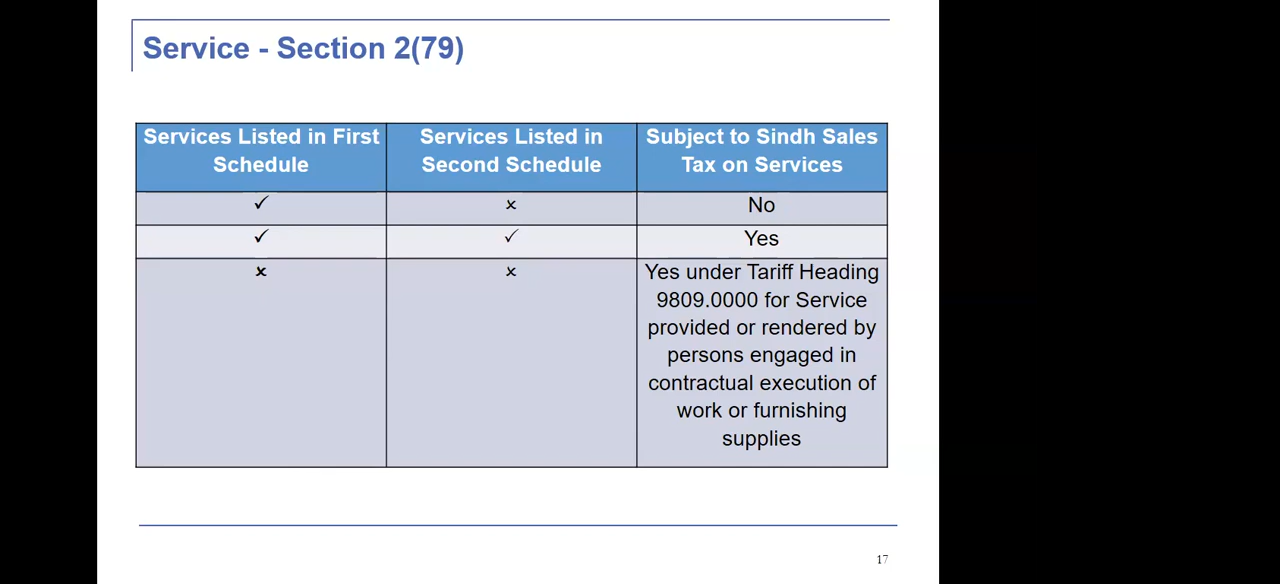 Service - Section 2(79)
Services Listed in First
Schedule
Services Listed in
Second Schedule
Subject to Sindh Sales
Tax on Services
✓
×
No
✓
✓
Yes
×
×
Yes under Tariff Heading
9809.0000 for Service
provided or rendered by
persons engaged in
contractual execution of
work or furnishing
supplies
17